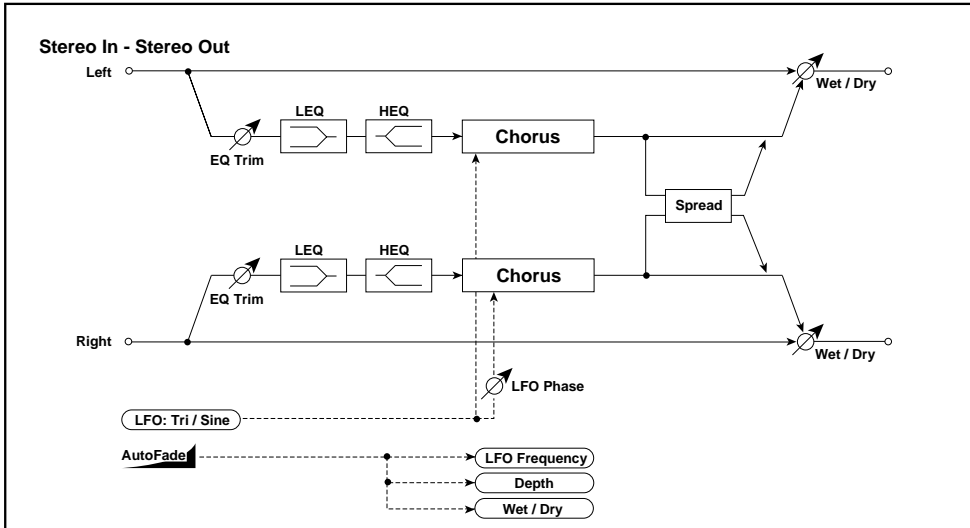 Stereo In - Stereo Out
Left
Wet / Dry
LEQ
HEQ
EQ Trim
Chorus
Spread
LEQ
HEQ
EQ Trim
Chorus
Right
Wet / Dry
LFO Phase
LFO: Tri / Sine
AutoFade
LFO Frequency
Depth
Wet / Dry